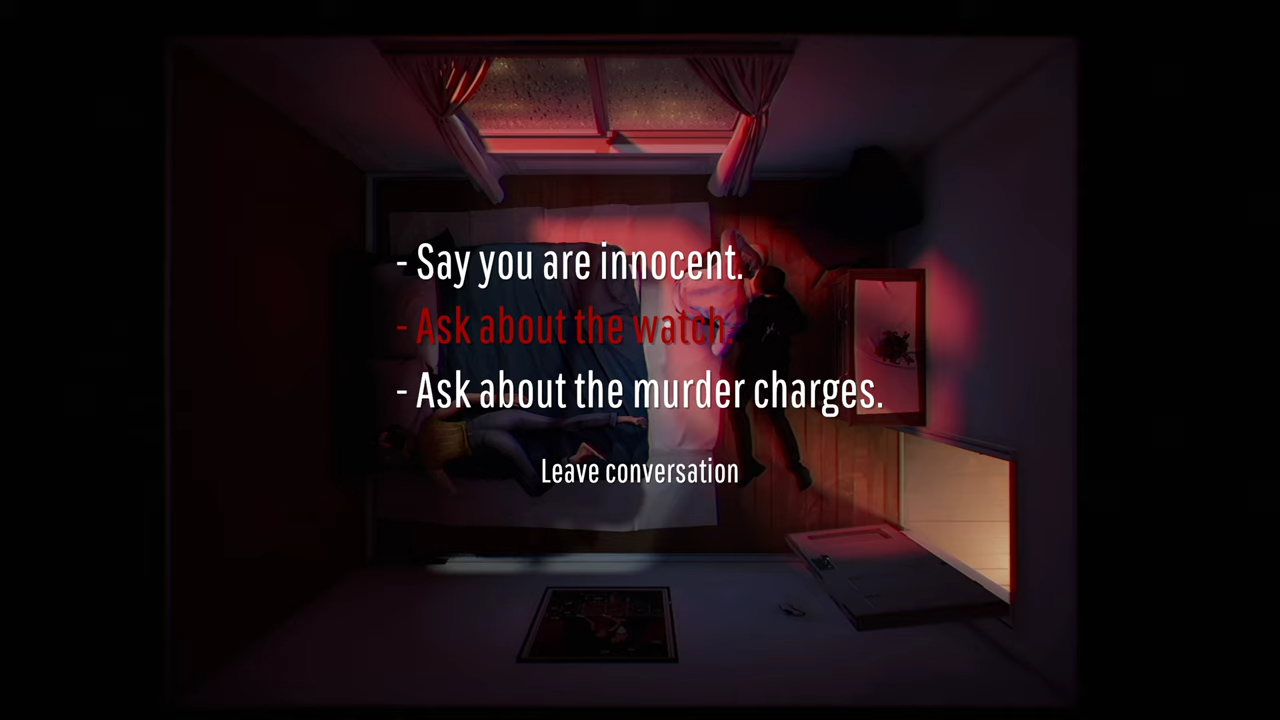 - Say you are innocent.
- Ask about the watch.
- Ask about the murder charges.
Leave conversation